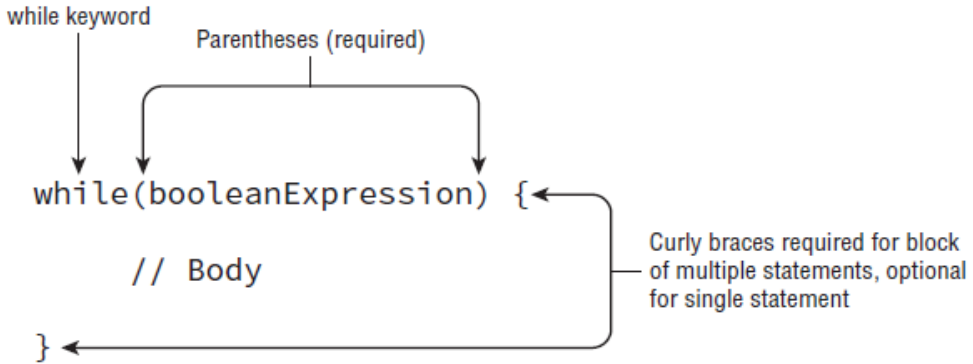 while keyword
Parentheses (required)
while(booleanExpression) {
// Body
Curly braces required for block
of multiple statements, optional
for single statement
}